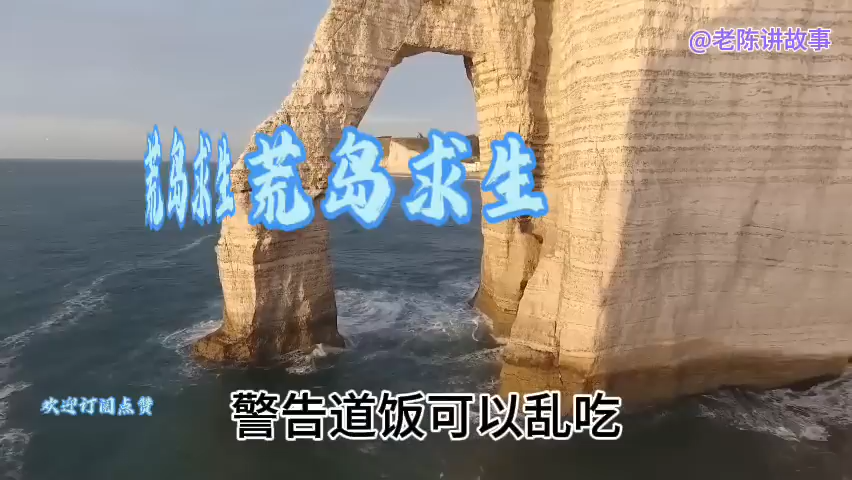 @老陈讲故事
荒岛求生 荒岛求生
欢迎订阅点赞
警告道饭可以乱吃